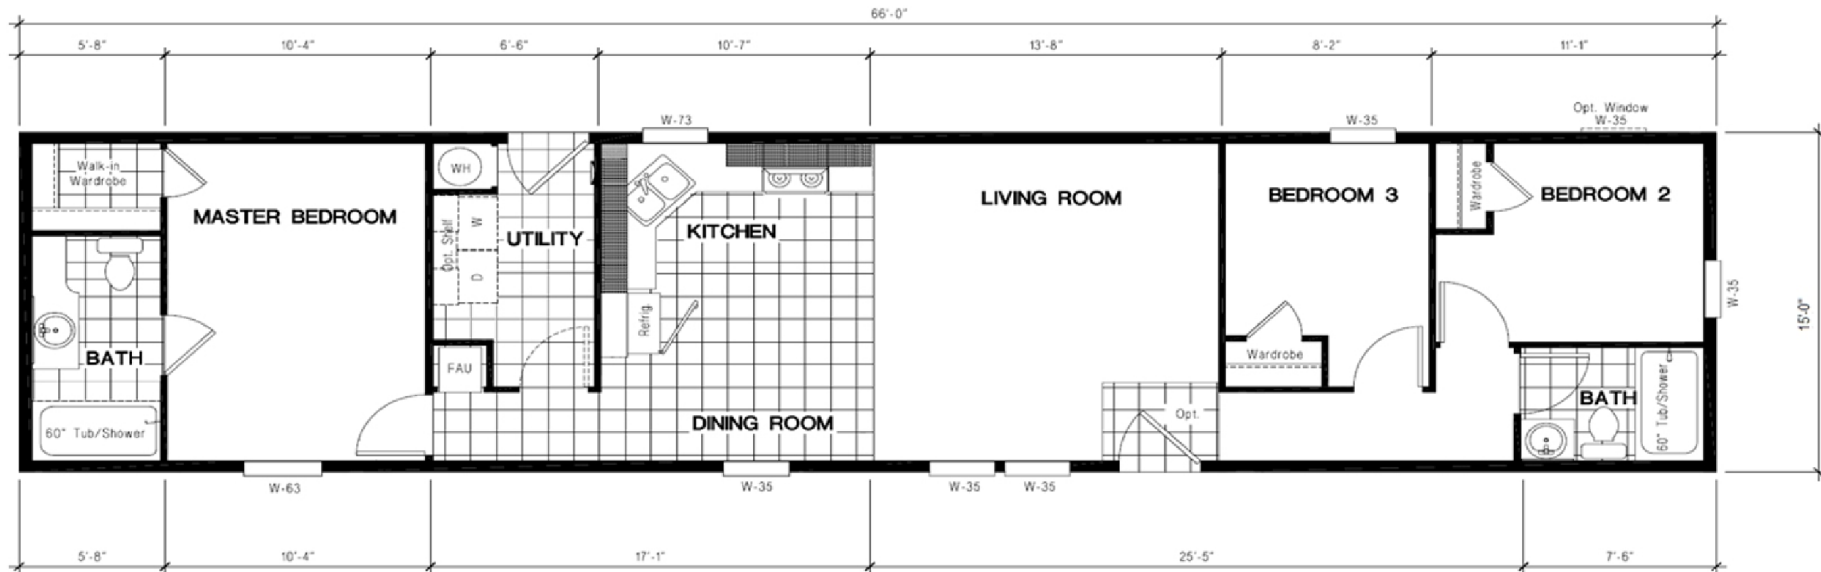 66'-0"
5'-8"
10'-4"
6'-6"
10'-7"
13'-8"
8'-2"
11'-1"
Opt. Window
W-73
W-35
W-35
Walk-in
Wardrobe
WH
MASTER BEDROOM
Opt. Shelf
W
D
UTILITY
KITCHEN
LIVING ROOM
BEDROOM 3
Wardrobe
BEDROOM 2
W-35
15'-0"
Refrig.
BATH
FAU
Wardrobe
60" Tub/Shower
DINING ROOM
Opt.
BATH
60" Tub/Shower
W-63
W-35
W-35
W-35
5'-8"
10'-4"
17'-1"
25'-5"
7'-6"